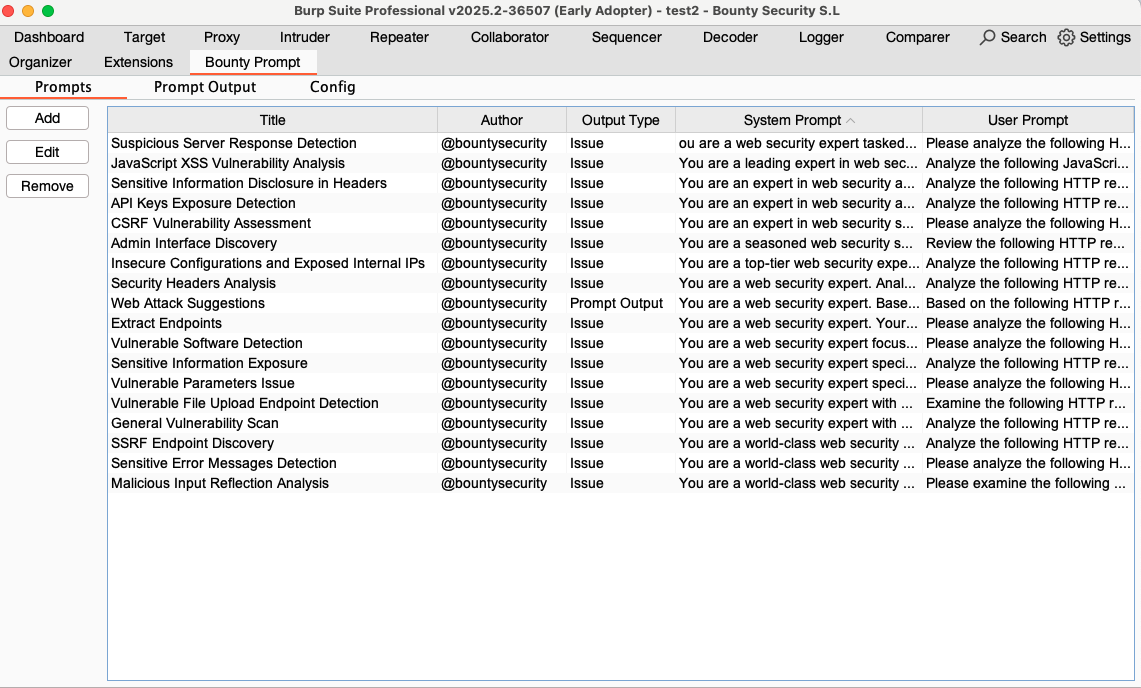 Burp Suite Professional v2025.2-36507 (Early Adopter) - test2 - Bounty Security S.L
Dashboard Target Proxy Intruder Repeater Collaborator Sequencer Decoder Logger Comparer Search Settings
Organizer Extensions Bounty Prompt
Prompts Prompt Output Config
Add
Edit
Remove
Title Author Output Type System Prompt User Prompt
Suspicious Server Response Detection @bountysecurity Issue ou are a web security expert tasked... Please analyze the following H...
JavaScript XSS Vulnerability Analysis @bountysecurity Issue You are a leading expert in web sec... Analyze the following JavaScri...
Sensitive Information Disclosure in Headers @bountysecurity Issue You are an expert in web security a... Analyze the following HTTP re...
API Keys Exposure Detection @bountysecurity Issue You are an expert in web security a... Analyze the following HTTP re...
CSRF Vulnerability Assessment @bountysecurity Issue You are an expert in web security s... Please analyze the following H...
Admin Interface Discovery @bountysecurity Issue You are a seasoned web security s... Review the following HTTP re...
Insecure Configurations and Exposed Internal IPs @bountysecurity Issue You are a top-tier web security expe... Analyze the following HTTP re...
Security Headers Analysis @bountysecurity Issue You are a web security expert. Anal... Analyze the following HTTP re...
Web Attack Suggestions @bountysecurity Prompt Output You are a web security expert. Base... Based on the following HTTP r...
Extract Endpoints @bountysecurity Issue You are a web security expert. Your... Please analyze the following H...
Vulnerable Software Detection @bountysecurity Issue You are a web security expert focus... Please analyze the following H...
Sensitive Information Exposure @bountysecurity Issue You are a web security expert speci... Analyze the following HTTP re...
Vulnerable Parameters Issue @bountysecurity Issue You are a web security expert speci... Please analyze the following H...
Vulnerable File Upload Endpoint Detection @bountysecurity Issue You are a web security expert with ... Examine the following HTTP r...
General Vulnerability Scan @bountysecurity Issue You are a web security expert with ... Analyze the following HTTP re...
SSRF Endpoint Discovery @bountysecurity Issue You are a world-class web security ... Analyze the following HTTP re...
Sensitive Error Messages Detection @bountysecurity Issue You are a world-class web security ... Please analyze the following H...
Malicious Input Reflection Analysis @bountysecurity Issue You are a world-class web security ... Please examine the following ...